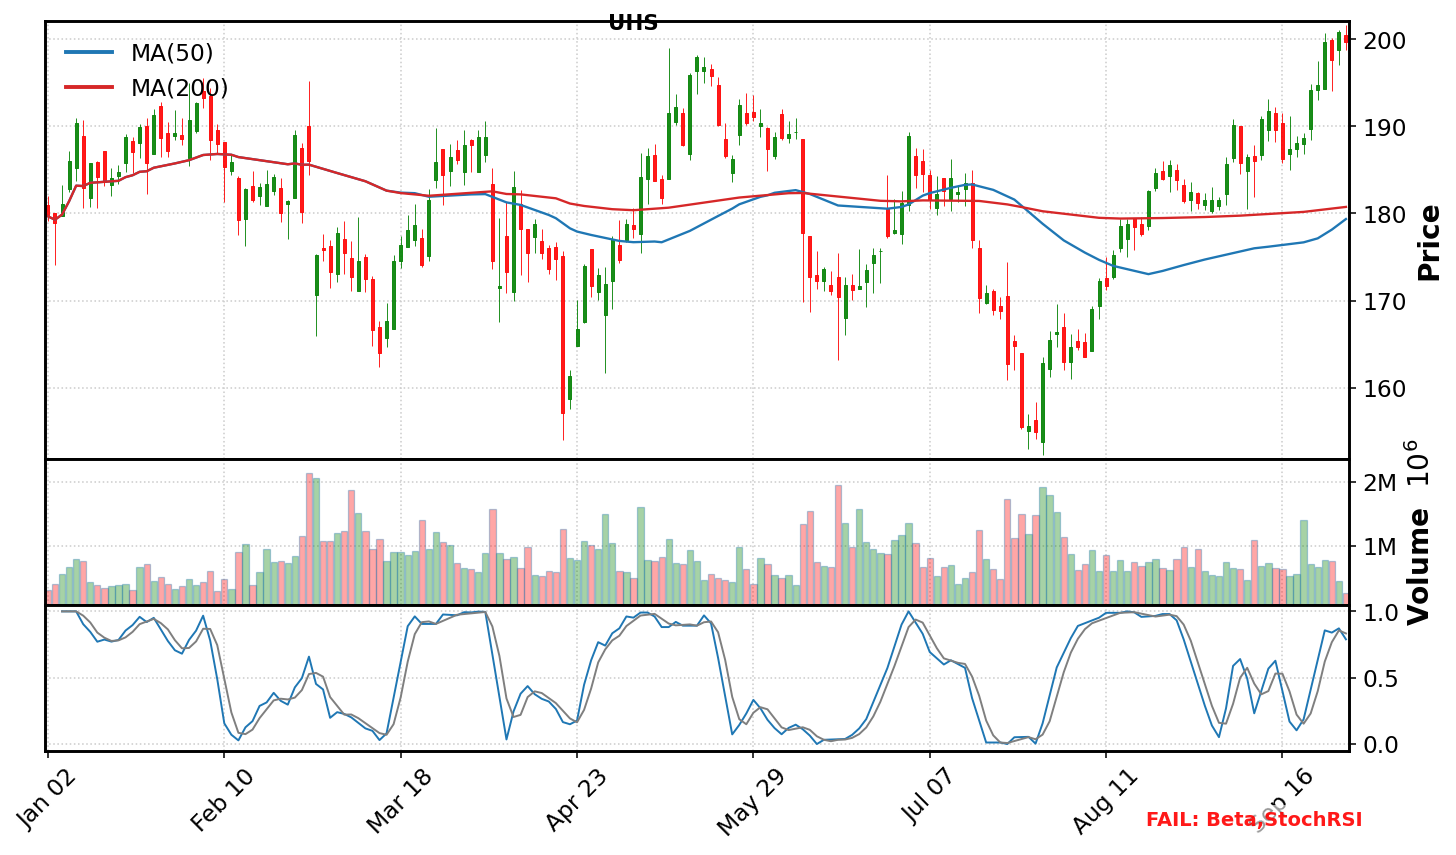 UHS
MA(50)
MA(200)
200
190
180
170
160
Price
2M
1M
Volume 10^6
1.0
0.5
0.0
Jan 02
Feb 10
Mar 18
Apr 23
May 29
Jul 07
Aug 11
Sep 16
FAIL: Beta, StochRSI